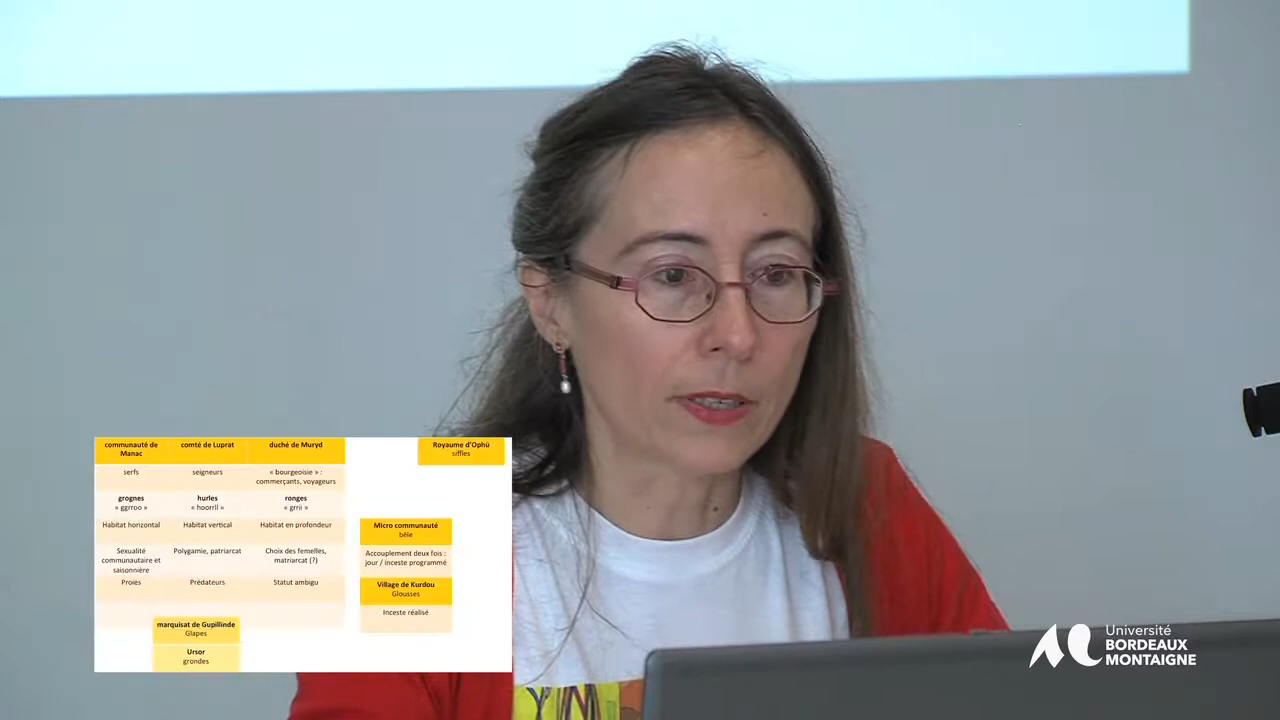 communauté de Manac
comté de Luprat
duché de Muryd
serfs
seigneurs
« bourgeoisie » :
commerçants, voyageurs
grognes
« ggrroo »
hurles
« hoorrll »
ronges
« grrii »
Habitat horizontal
Habitat vertical
Habitat en profondeur
Sexualité
communautaire et
saisonnière
Polygamie, patriarcat
Choix des femelles,
matriarcat (?)
Proies
Prédateurs
Statut ambigu
marquisat de Gupillinde
Glapes
Ursor
grondes
Royaume d'Ophü
siffles
Micro communauté
bêle
Accouplement deux fois :
jour / inceste programmé
Village de Kurdou
Glousses
Inceste réalisé
Université
BORDEAUX
MONTAIGNE